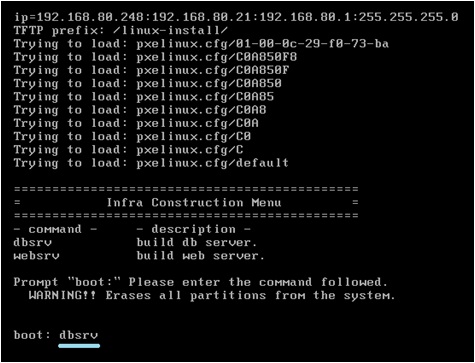 ip=192.168.80.248:192.168.80.21:192.168.80.1:255.255.255.0
TFTP prefix: /linux-install/
Trying to load: pxelinux.cfg/01-00-0c-29-f0-73-ba
Trying to load: pxelinux.cfg/C0A850F8
Trying to load: pxelinux.cfg/C0A850F
Trying to load: pxelinux.cfg/C0A850
Trying to load: pxelinux.cfg/C0A85
Trying to load: pxelinux.cfg/C0A8
Trying to load: pxelinux.cfg/C0A
Trying to load: pxelinux.cfg/C0
Trying to load: pxelinux.cfg/C
Trying to load: pxelinux.cfg/default
=============================================
= Infra Construction Menu =
=============================================
- command - - description -
dbsrv build db server.
websrv build web server.
Prompt "boot:" Please enter the command followed.
WARNING!! Erases all partitions from the system.
boot: dbsrv